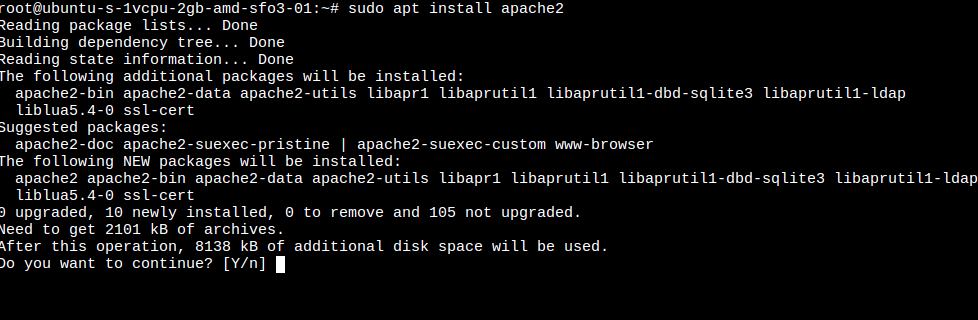 root@ubuntu-s-1vcpu-2gb-amd-sfo3-01:~# sudo apt install apache2
Reading package lists... Done
Building dependency tree... Done
Reading state information... Done
The following additional packages will be installed:
  apache2-bin apache2-data apache2-utils libapr1 libaprutil1 libaprutil1-dbd-sqlite3 libaprutil1-ldap
  liblua5.4-0 ssl-cert
Suggested packages:
  apache2-doc apache2-suexec-pristine | apache2-suexec-custom www-browser
The following NEW packages will be installed:
  apache2 apache2-bin apache2-data apache2-utils libapr1 libaprutil1 libaprutil1-dbd-sqlite3 libaprutil1-ldap
  liblua5.4-0 ssl-cert
0 upgraded, 10 newly installed, 0 to remove and 105 not upgraded.
Need to get 2101 kB of archives.
After this operation, 8138 kB of additional disk space will be used.
Do you want to continue? [Y/n]